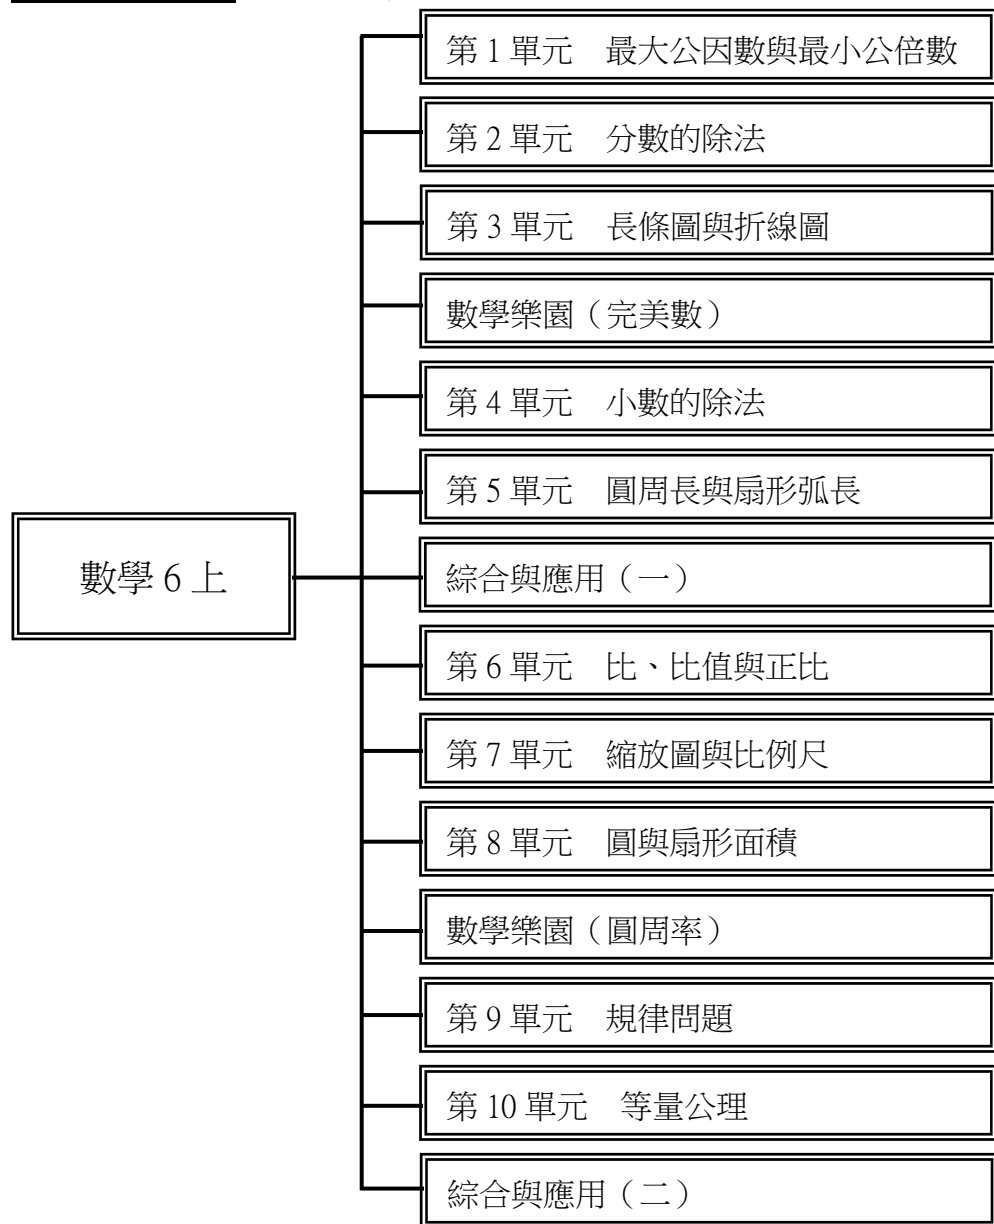 第 1 單元　最大公因數與最小公倍數
第 2 單元　分數的除法
第 3 單元　長條圖與折線圖
數學樂園（完美數）
第 4 單元　小數的除法
第 5 單元　圓周長與扇形弧長
數學 6 上
綜合與應用（一）
第 6 單元　比、比值與正比
第 7 單元　縮放圖與比例尺
第 8 單元　圓與扇形面積
數學樂園（圓周率）
第 9 單元　規律問題
第 10 單元　等量公理
綜合與應用（二）